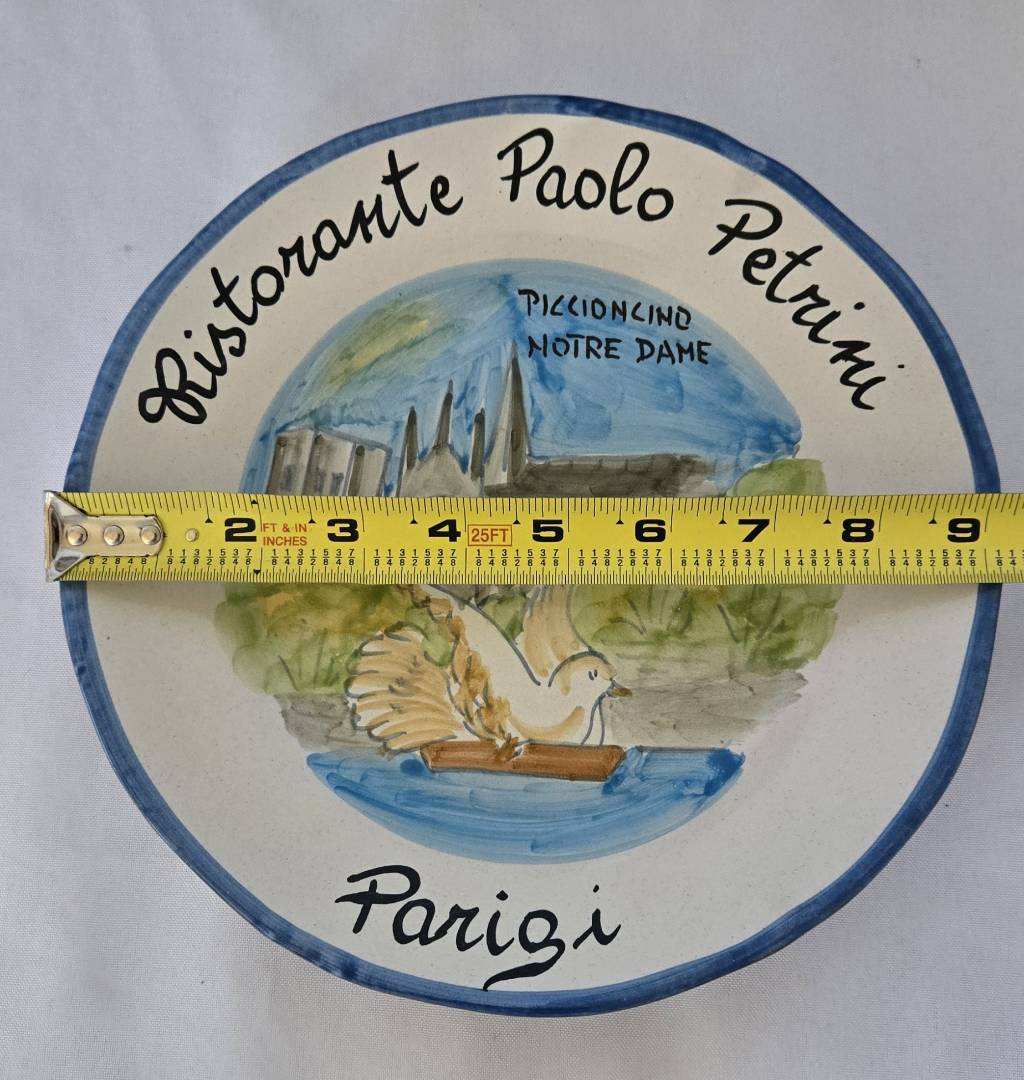 Ristorante Paolo Petrini
PICCIONCINO
NOTRE DAME
2 FT & IN INCHES 3 4 25FT 5 6 7 8 9
Parigi